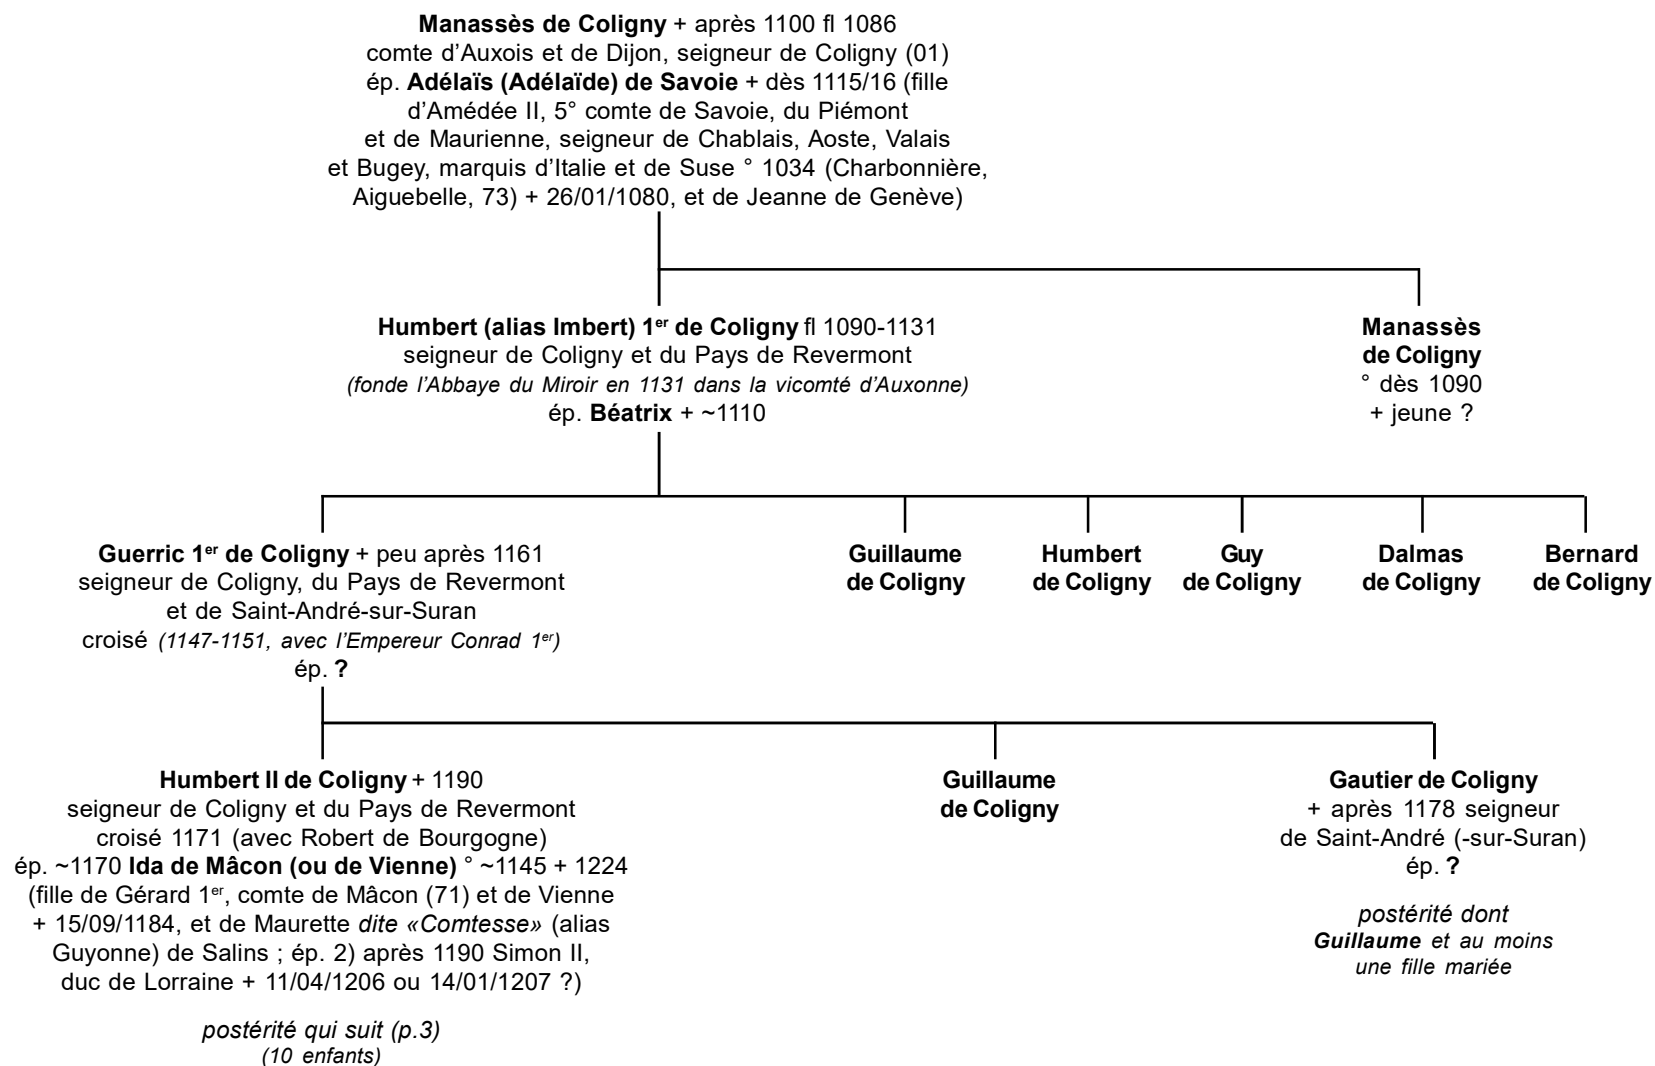 Manassès de Coligny + après 1100 fl 1086
comte d’Auxois et de Dijon, seigneur de Coligny (01)
ép. Adélaïs (Adélaïde) de Savoie + dès 1115/16 (fille
d’Amédée II, 5° comte de Savoie, du Piémont
et de Maurienne, seigneur de Chablais, Aoste, Valais
et Bugey, marquis d’Italie et de Suse ° 1034 (Charbonnière,
Aiguebelle, 73) + 26/01/1080, et de Jeanne de Genève)
Humbert (alias Imbert) 1er de Coligny fl 1090-1131
seigneur de Coligny et du Pays de Revermont
(fonde l’Abbaye du Miroir en 1131 dans la vicomté d’Auxonne)
ép. Béatrix + ~1110
Manassès
de Coligny
° dès 1090
+ jeune ?
Guerric 1er de Coligny + peu après 1161
seigneur de Coligny, du Pays de Revermont
et de Saint-André-sur-Suran
croisé (1147-1151, avec l’Empereur Conrad 1er)
ép. ?
Guillaume
de Coligny
Humbert
de Coligny
Guy
de Coligny
Dalmas
de Coligny
Bernard
de Coligny
Humbert II de Coligny + 1190
seigneur de Coligny et du Pays de Revermont
croisé 1171 (avec Robert de Bourgogne)
ép. ~1170 Ida de Mâcon (ou de Vienne) ° ~1145 + 1224
(fille de Gérard 1er, comte de Mâcon (71) et de Vienne
+ 15/09/1184, et de Maurette dite «Comtesse» (alias
Guyonne) de Salins ; ép. 2) après 1190 Simon II,
duc de Lorraine + 11/04/1206 ou 14/01/1207 ?)
postérité qui suit (p.3)
(10 enfants)
Guillaume
de Coligny
Gautier de Coligny
+ après 1178 seigneur
de Saint-André (-sur-Suran)
ép. ?
postérité dont
Guillaume et au moins
une fille mariée